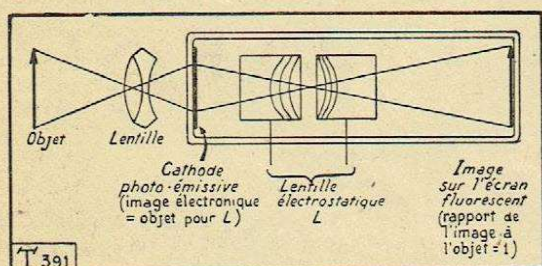 Objet
Lentille
Cathode
photo-émissive
(image électronique
= objet pour L)
Lentille
électrostatique
L
Image
sur l'écran
fluorescent
(rapport de
l'image à
l'objet = 1)
T 391